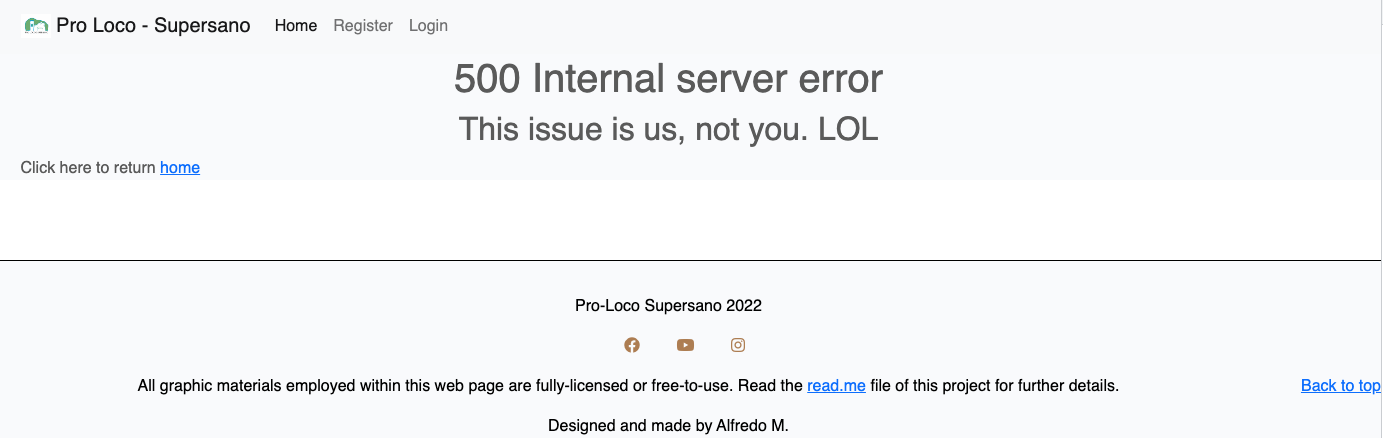 Pro Loco - Supersano Home Register Login
500 Internal server error
This issue is us, not you. LOL
Click here to return home
Pro-Loco Supersano 2022
All graphic materials employed within this web page are fully-licensed or free-to-use. Read the read.me file of this project for further details. Back to top
Designed and made by Alfredo M.